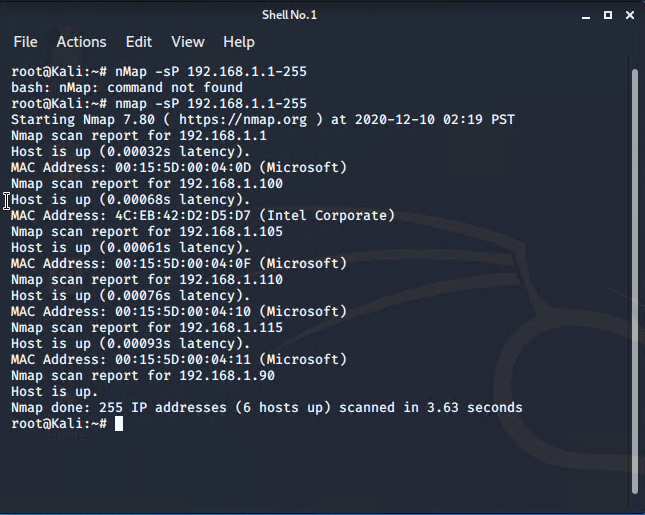 Shell No. 1
File Actions Edit View Help
root@Kali:~# nMap -sP 192.168.1.1-255
bash: nMap: command not found
root@Kali:~# nmap -sP 192.168.1.1-255
Starting Nmap 7.80 ( https://nmap.org ) at 2020-12-10 02:19 PST
Nmap scan report for 192.168.1.1
Host is up (0.00032s latency).
MAC Address: 00:15:5D:00:04:0D (Microsoft)
Nmap scan report for 192.168.1.100
Host is up (0.00068s latency).
MAC Address: 4C:EB:42:D2:D5:D7 (Intel Corporate)
Nmap scan report for 192.168.1.105
Host is up (0.00061s latency).
MAC Address: 00:15:5D:00:04:0F (Microsoft)
Nmap scan report for 192.168.1.110
Host is up (0.00076s latency).
MAC Address: 00:15:5D:00:04:10 (Microsoft)
Nmap scan report for 192.168.1.115
Host is up (0.00093s latency).
MAC Address: 00:15:5D:00:04:11 (Microsoft)
Nmap scan report for 192.168.1.90
Host is up.
Nmap done: 255 IP addresses (6 hosts up) scanned in 3.63 seconds
root@Kali:~#